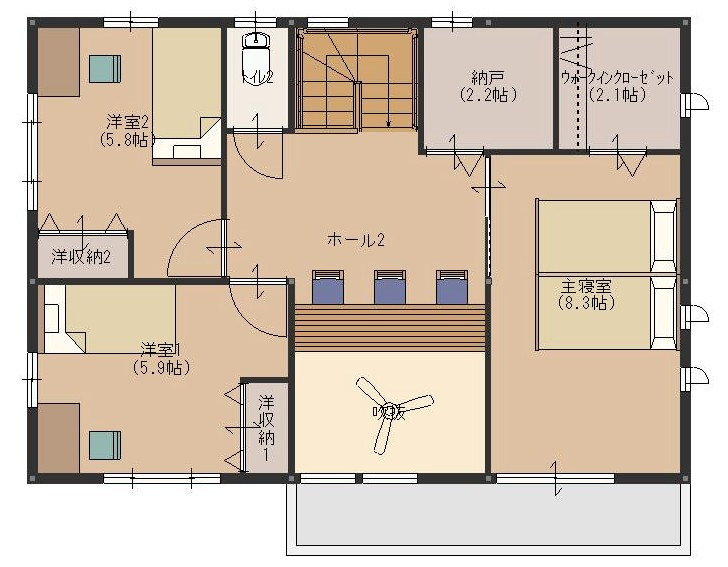 洋室2
(5.8帖)
トイレ2
納戸
(2.2帖)
ウォークインクローゼット
(2.1帖)
洋収納2
ホール2
主寝室
(8.3帖)
洋室1
(5.9帖)
洋収納1
吹抜